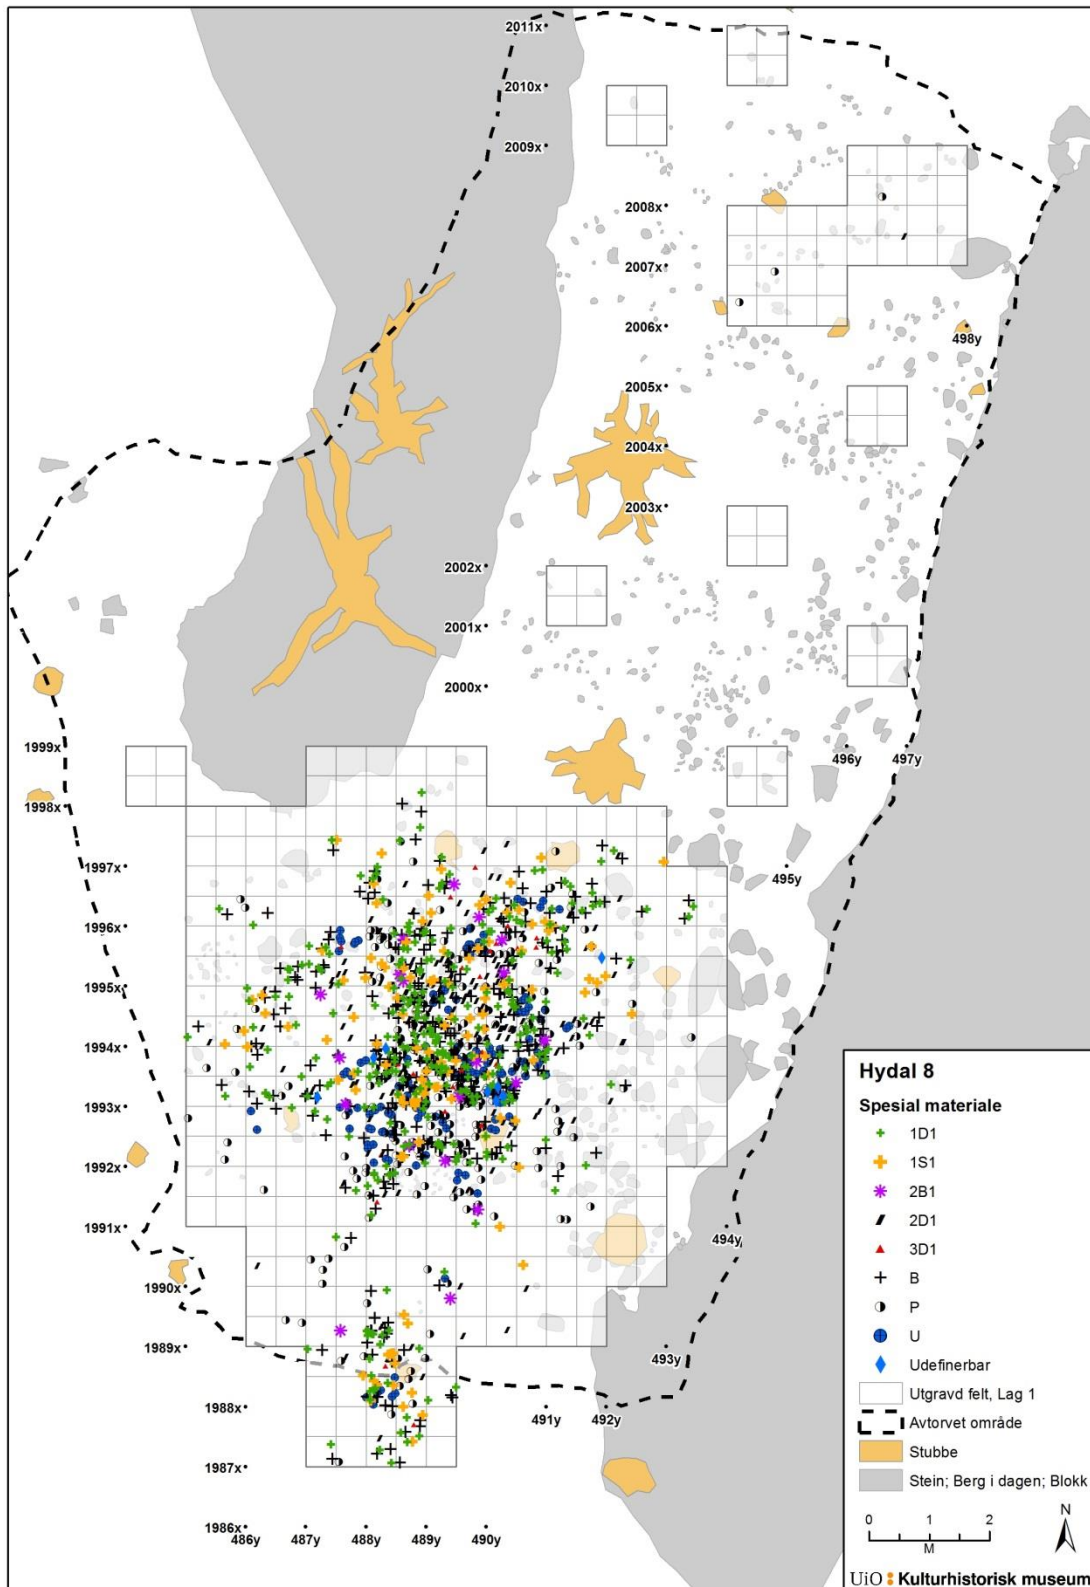 2011x
2010x
2009x
2008x
2007x
2006x
498y
2005x
2004x
2003x
2002x
2001x
2000x
1999x
496y 497y
1998x
1997x
495y
1996x
1995x
1994x
1993x
1992x
1991x
494y
1990x
1989x
493y
1988x
491y 492y
1987x
1986x
486y 487y 488y 489y 490y
Hydal 8
Spesial materiale
1D1
1S1
2B1
2D1
3D1
B
P
U
Udefinerbar
Utgravd felt, Lag 1
Avtorvet område
Stubbe
Stein; Berg i dagen; Blokk
0 1 2
M
N
UiO Kulturhistorisk museum